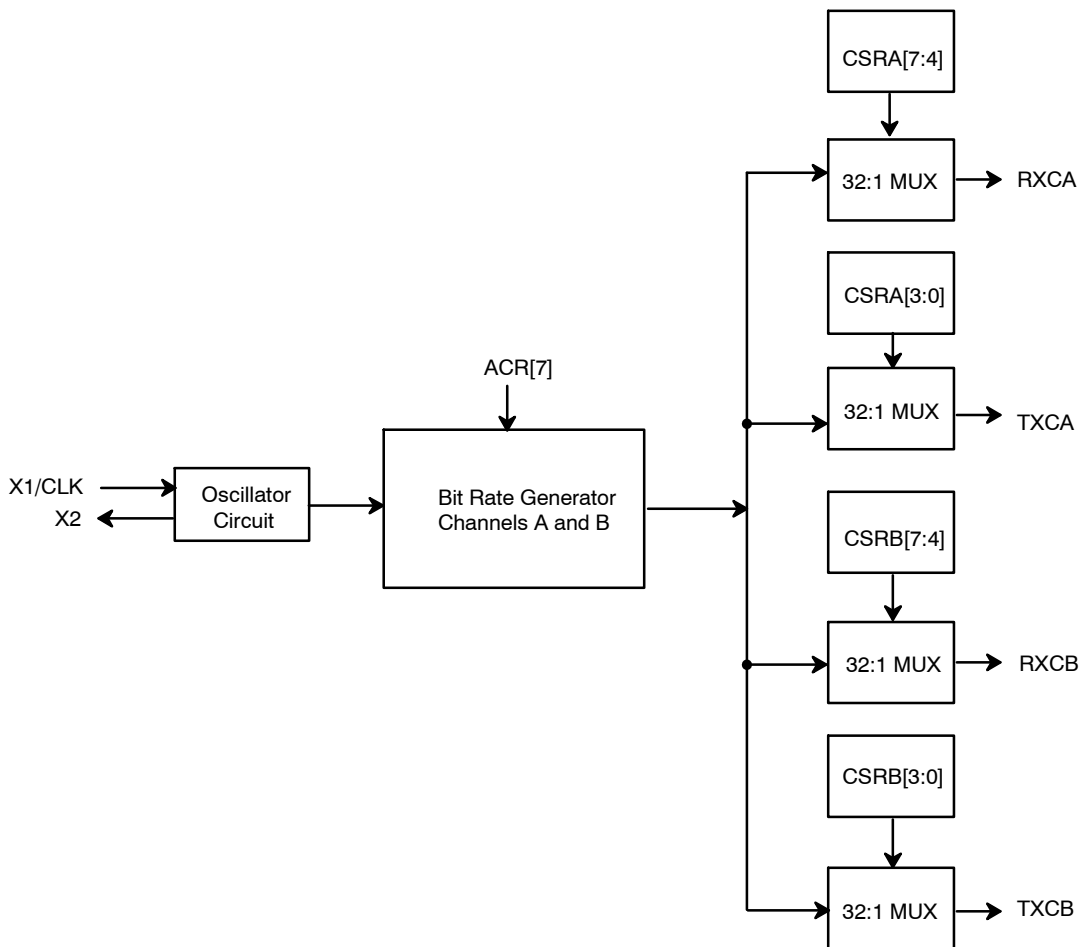 CSRA[7:4]
32:1 MUX
RXCA
CSRA[3:0]
ACR[7]
32:1 MUX
TXCA
X1/CLK
X2
Oscillator
Circuit
Bit Rate Generator
Channels A and B
CSRB[7:4]
32:1 MUX
RXCB
CSRB[3:0]
32:1 MUX
TXCB